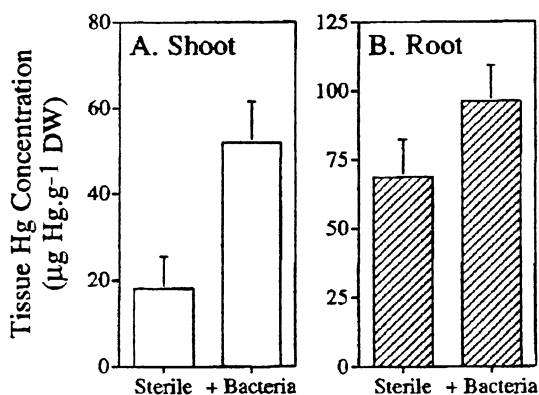 Tissue Hg Concentration
(µg Hg.g-1 DW)
A. Shoot
80
60
40
20
0
Sterile
+ Bacteria
B. Root
125
100
75
50
25
0
Sterile
+ Bacteria